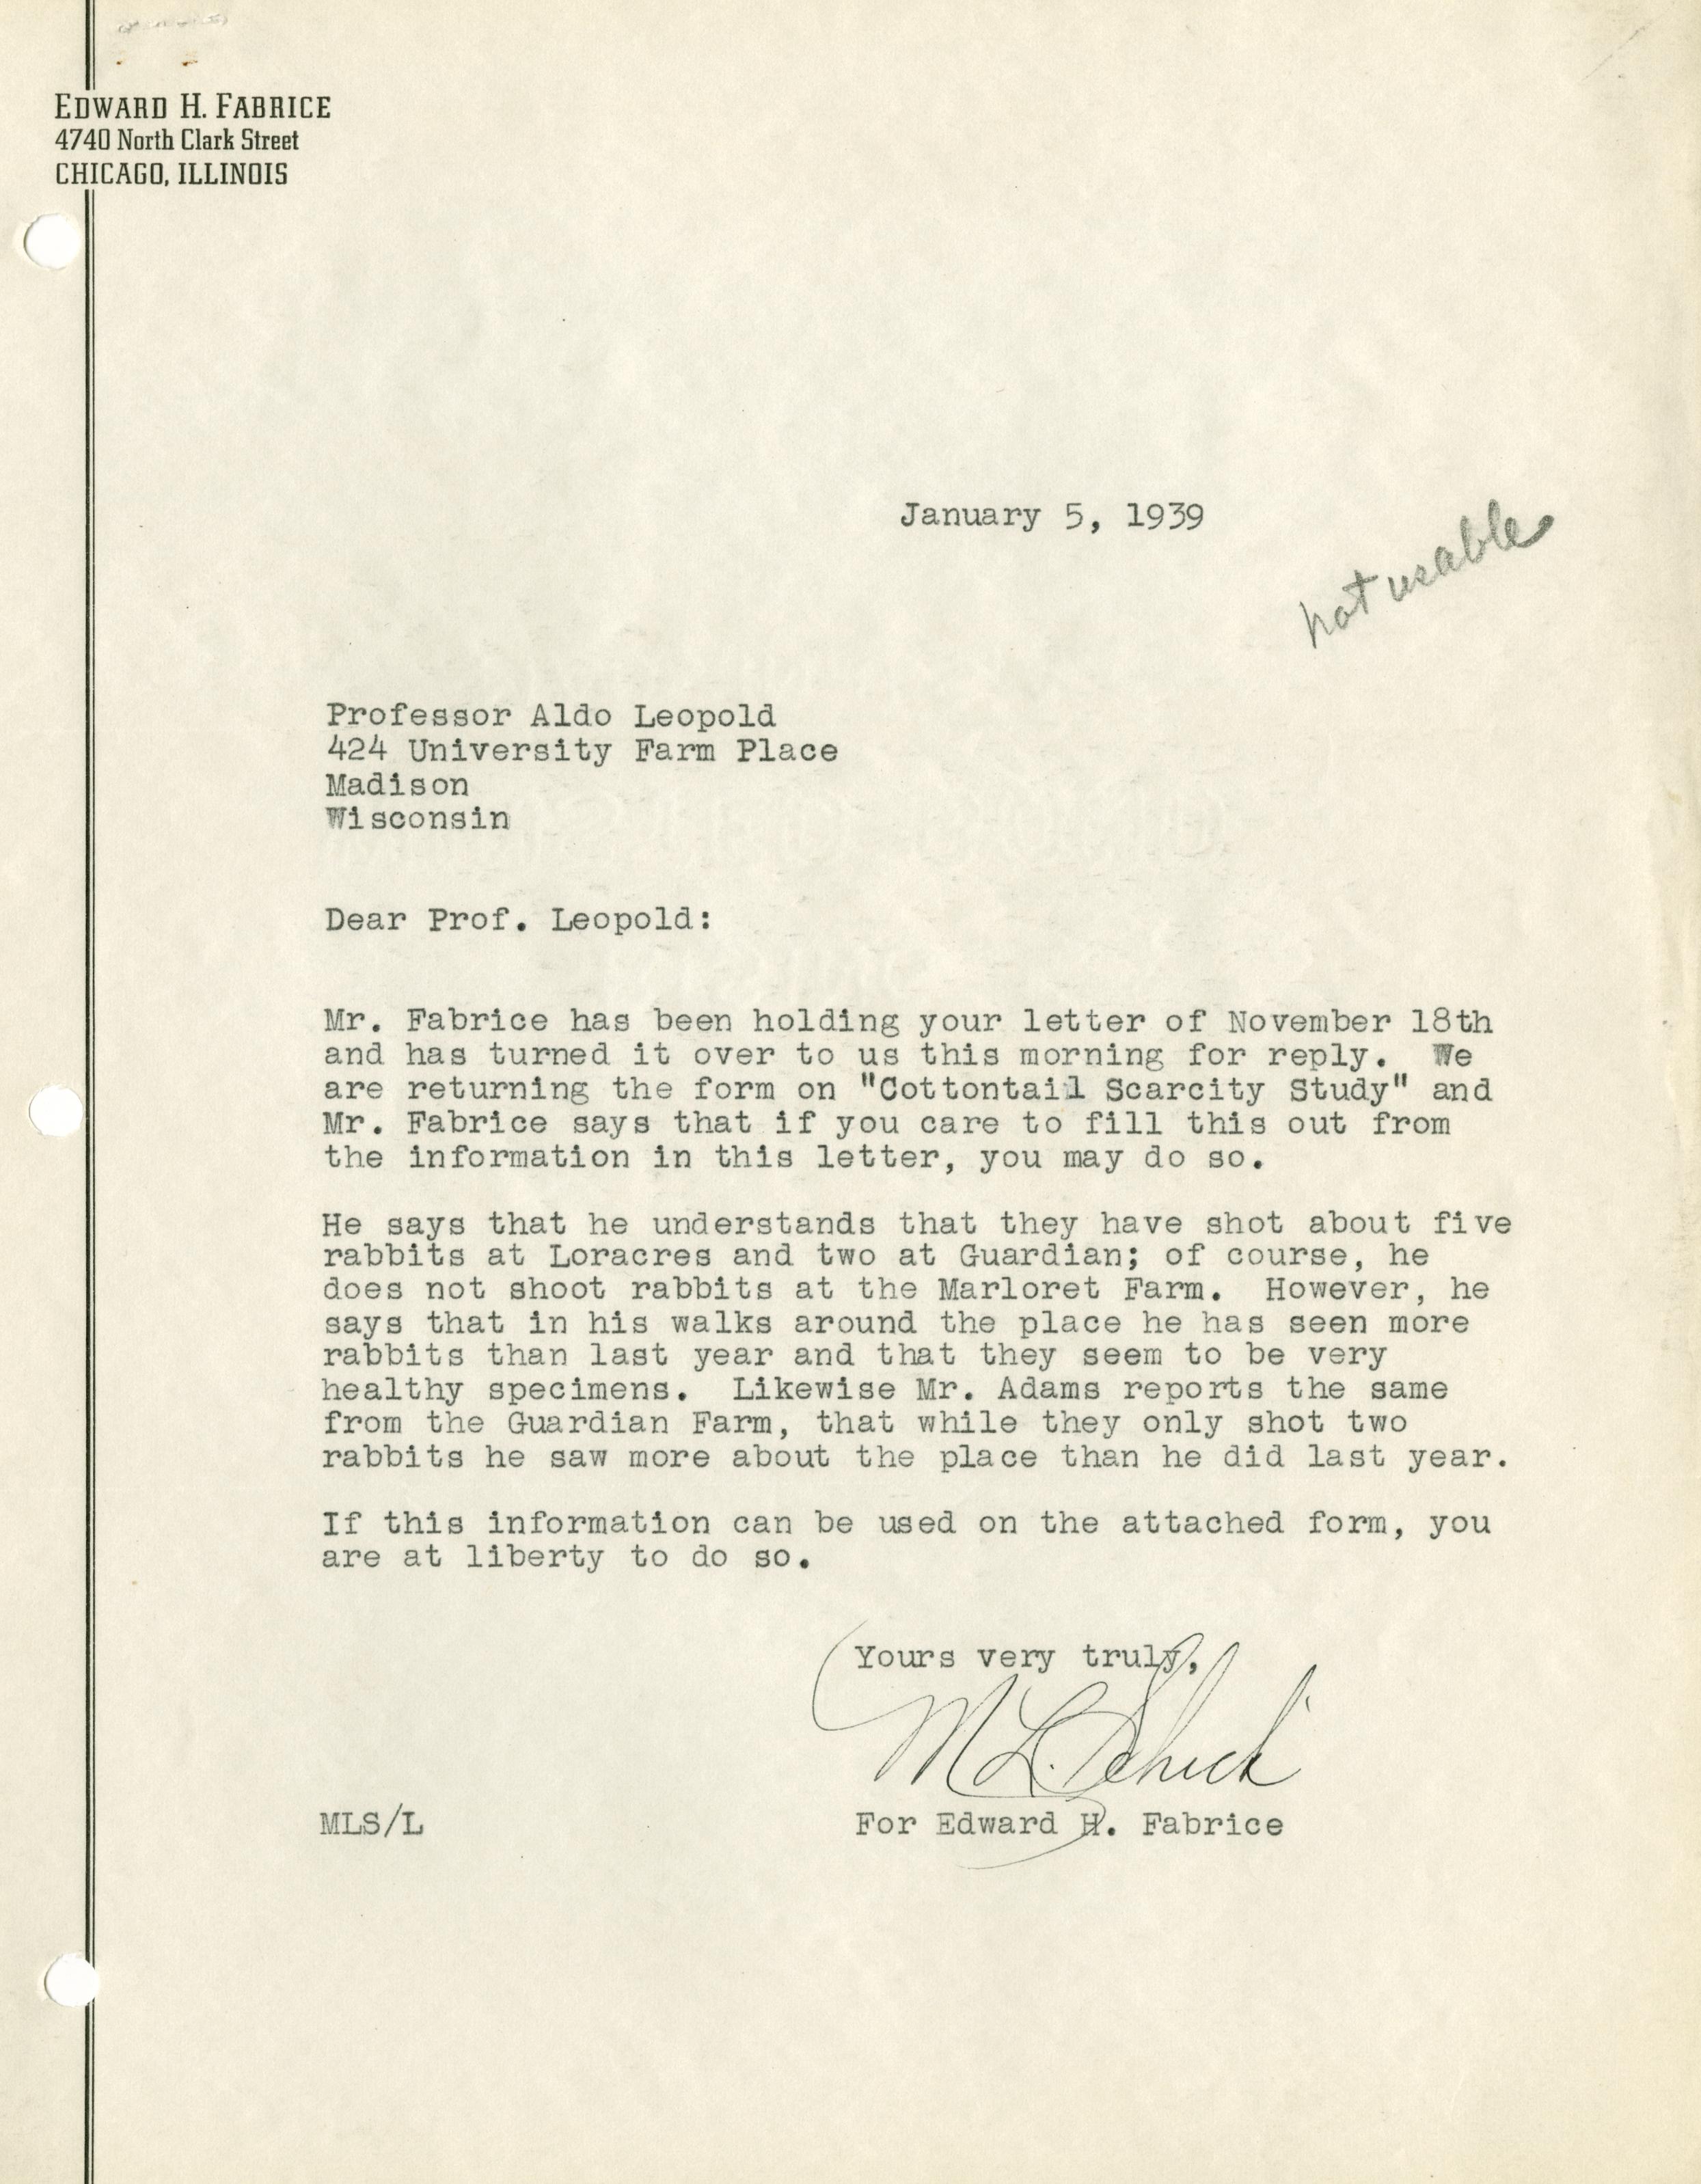 EDWARD H. FABRICE
4740 North Clark Street
CHICAGO, ILLINOIS
January 5, 1939
not usable
Professor Aldo Leopold
424 University Farm Place
Madison
Wisconsin
Dear Prof. Leopold:
Mr. Fabrice has been holding your letter of November 18th
and has turned it over to us this morning for reply. We
are returning the form on "Cottontail Scarcity Study" and
Mr. Fabrice says that if you care to fill this out from
the information in this letter, you may do so.
He says that he understands that they have shot about five
rabbits at Loracres and two at Guardian; of course, he
does not shoot rabbits at the Marloret Farm. However, he
says that in his walks around the place he has seen more
rabbits than last year and that they seem to be very
healthy specimens. Likewise Mr. Adams reports the same
from the Guardian Farm, that while they only shot two
rabbits he saw more about the place than he did last year.
If this information can be used on the attached form, you
are at liberty to do so.
Yours very truly,
M L.
MLS/L For Edward H. Fabrice